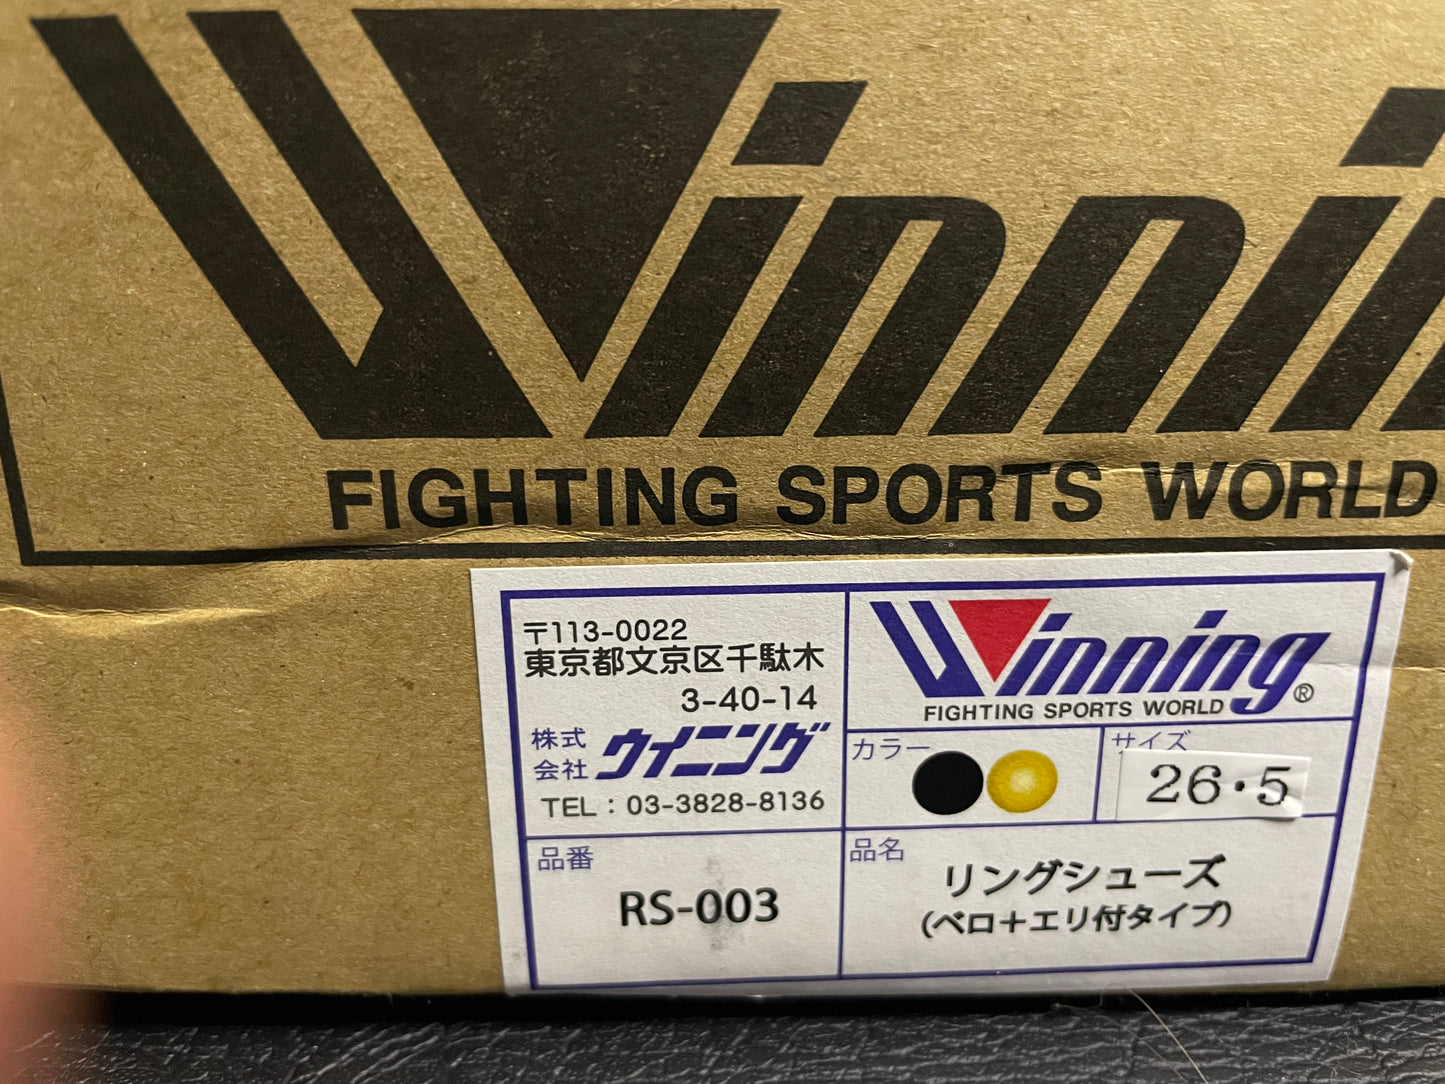 Winning
FIGHTING SPORTS WORLD
〒113-0022
東京都文京区千駄木
3-40-14
株式
会社 ウイニング
TEL：03-3828-8136
Winning®
FIGHTING SPORTS WORLD
カラー
サイズ
26・5
品番
RS-003
品名
リングシューズ
(ベロ＋エリ付タイプ)